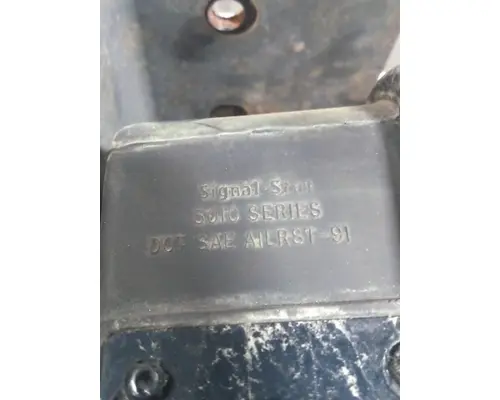 Signal-Stat
SERIES
DOT SAE AILRST-91